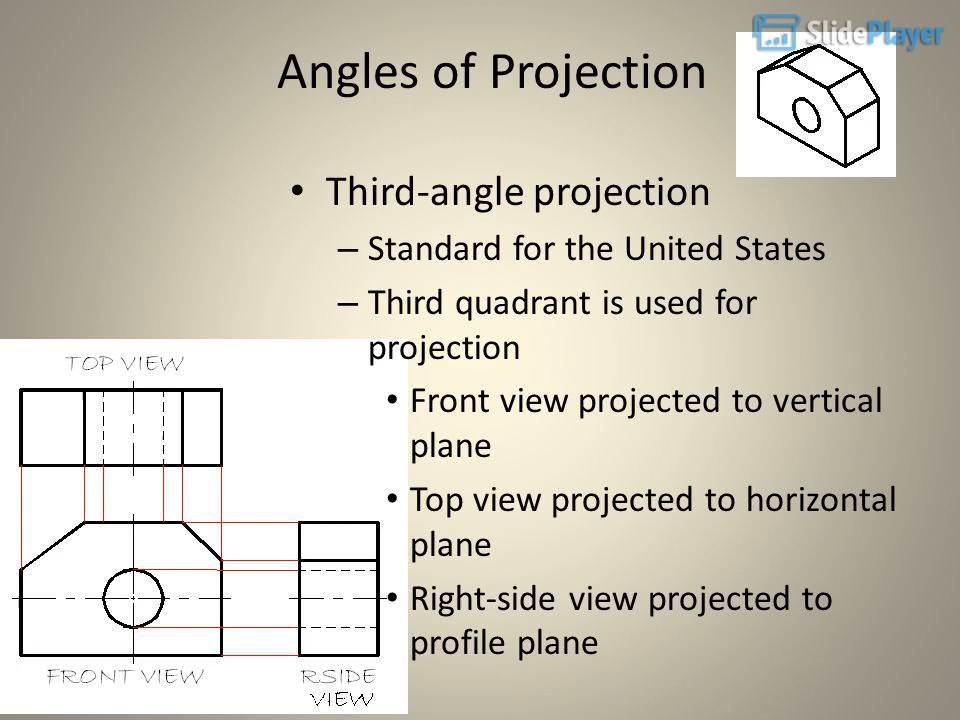 SlidePlayer
Angles of Projection
• Third-angle projection
– Standard for the United States
– Third quadrant is used for
projection
• Front view projected to vertical
plane
• Top view projected to horizontal
plane
• Right-side view projected to
profile plane
TOP VIEW
FRONT VIEW
RSIDE
VIEW